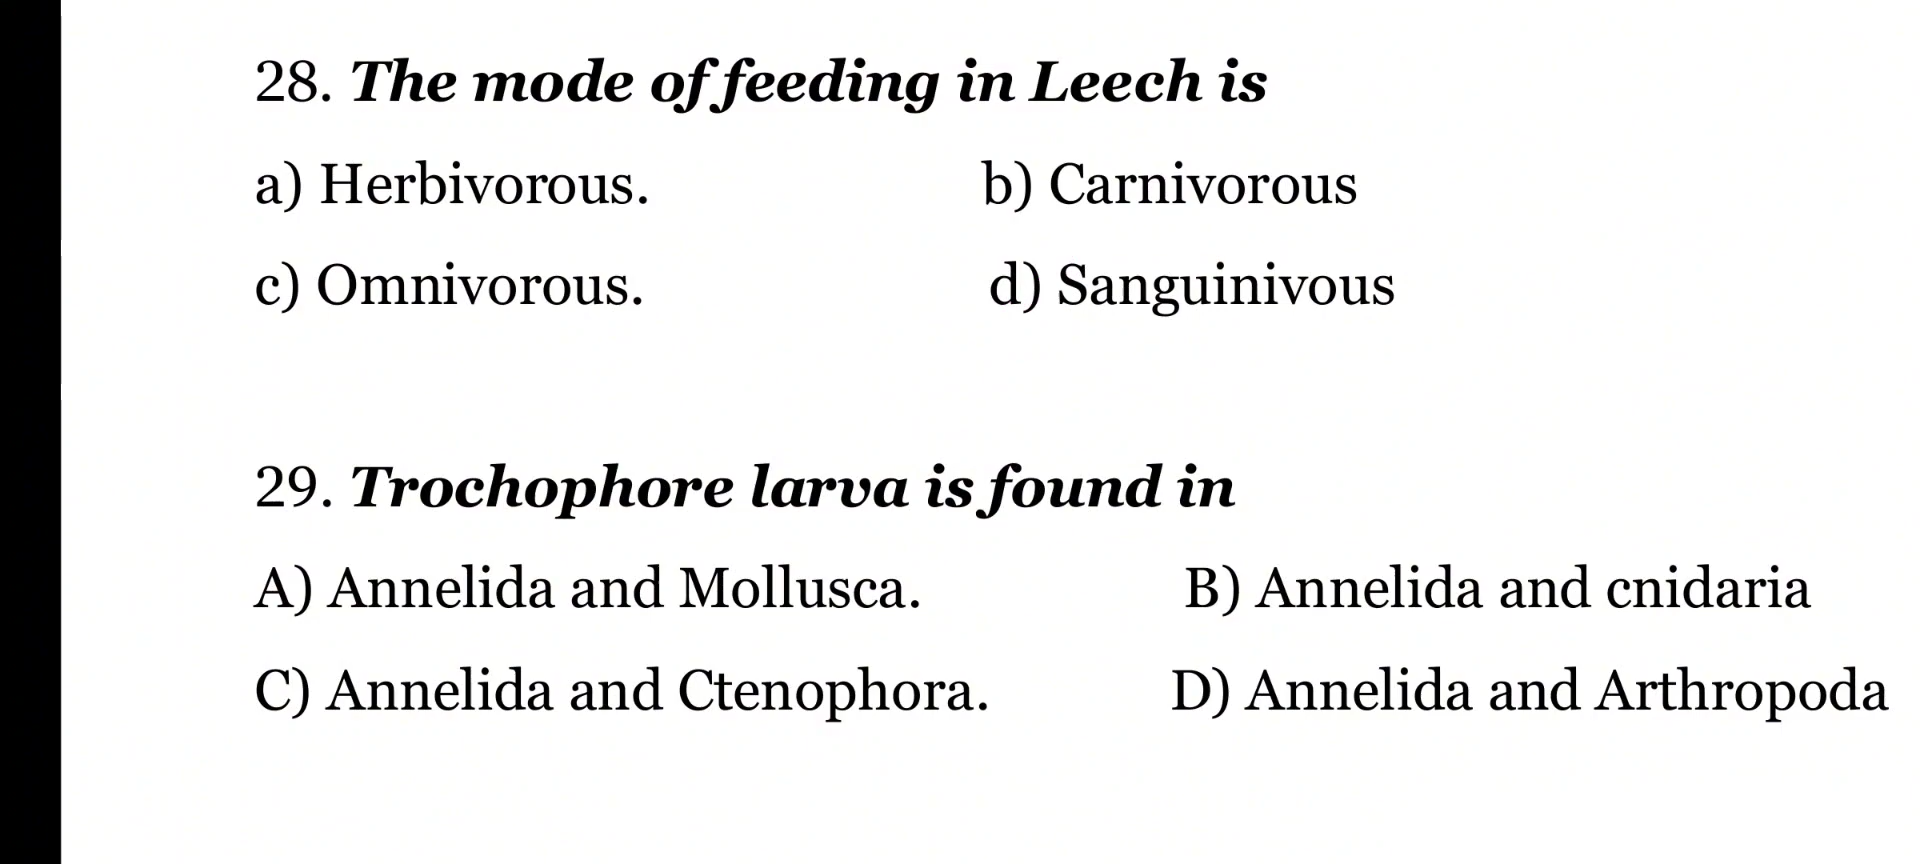 28. The mode of feeding in Leech is
a) Herbivorous. b) Carnivorous
c) Omnivorous. d) Sanguinivous
29. Trochophore larva is found in
A) Annelida and Mollusca. B) Annelida and cnidaria
C) Annelida and Ctenophora. D) Annelida and Arthropoda